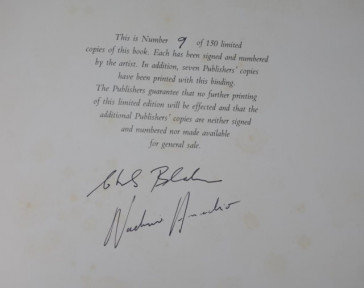 This is Number 9 of 150 limited
copies of this book. Each has been signed and numbered
by the artist. In addition, seven Publishers' copies
have been printed with this binding.
The Publishers guarantee that no further printing
of this limited edition will be effected and that the
additional Publishers' copies are neither signed
and numbered nor made available
for general sale.